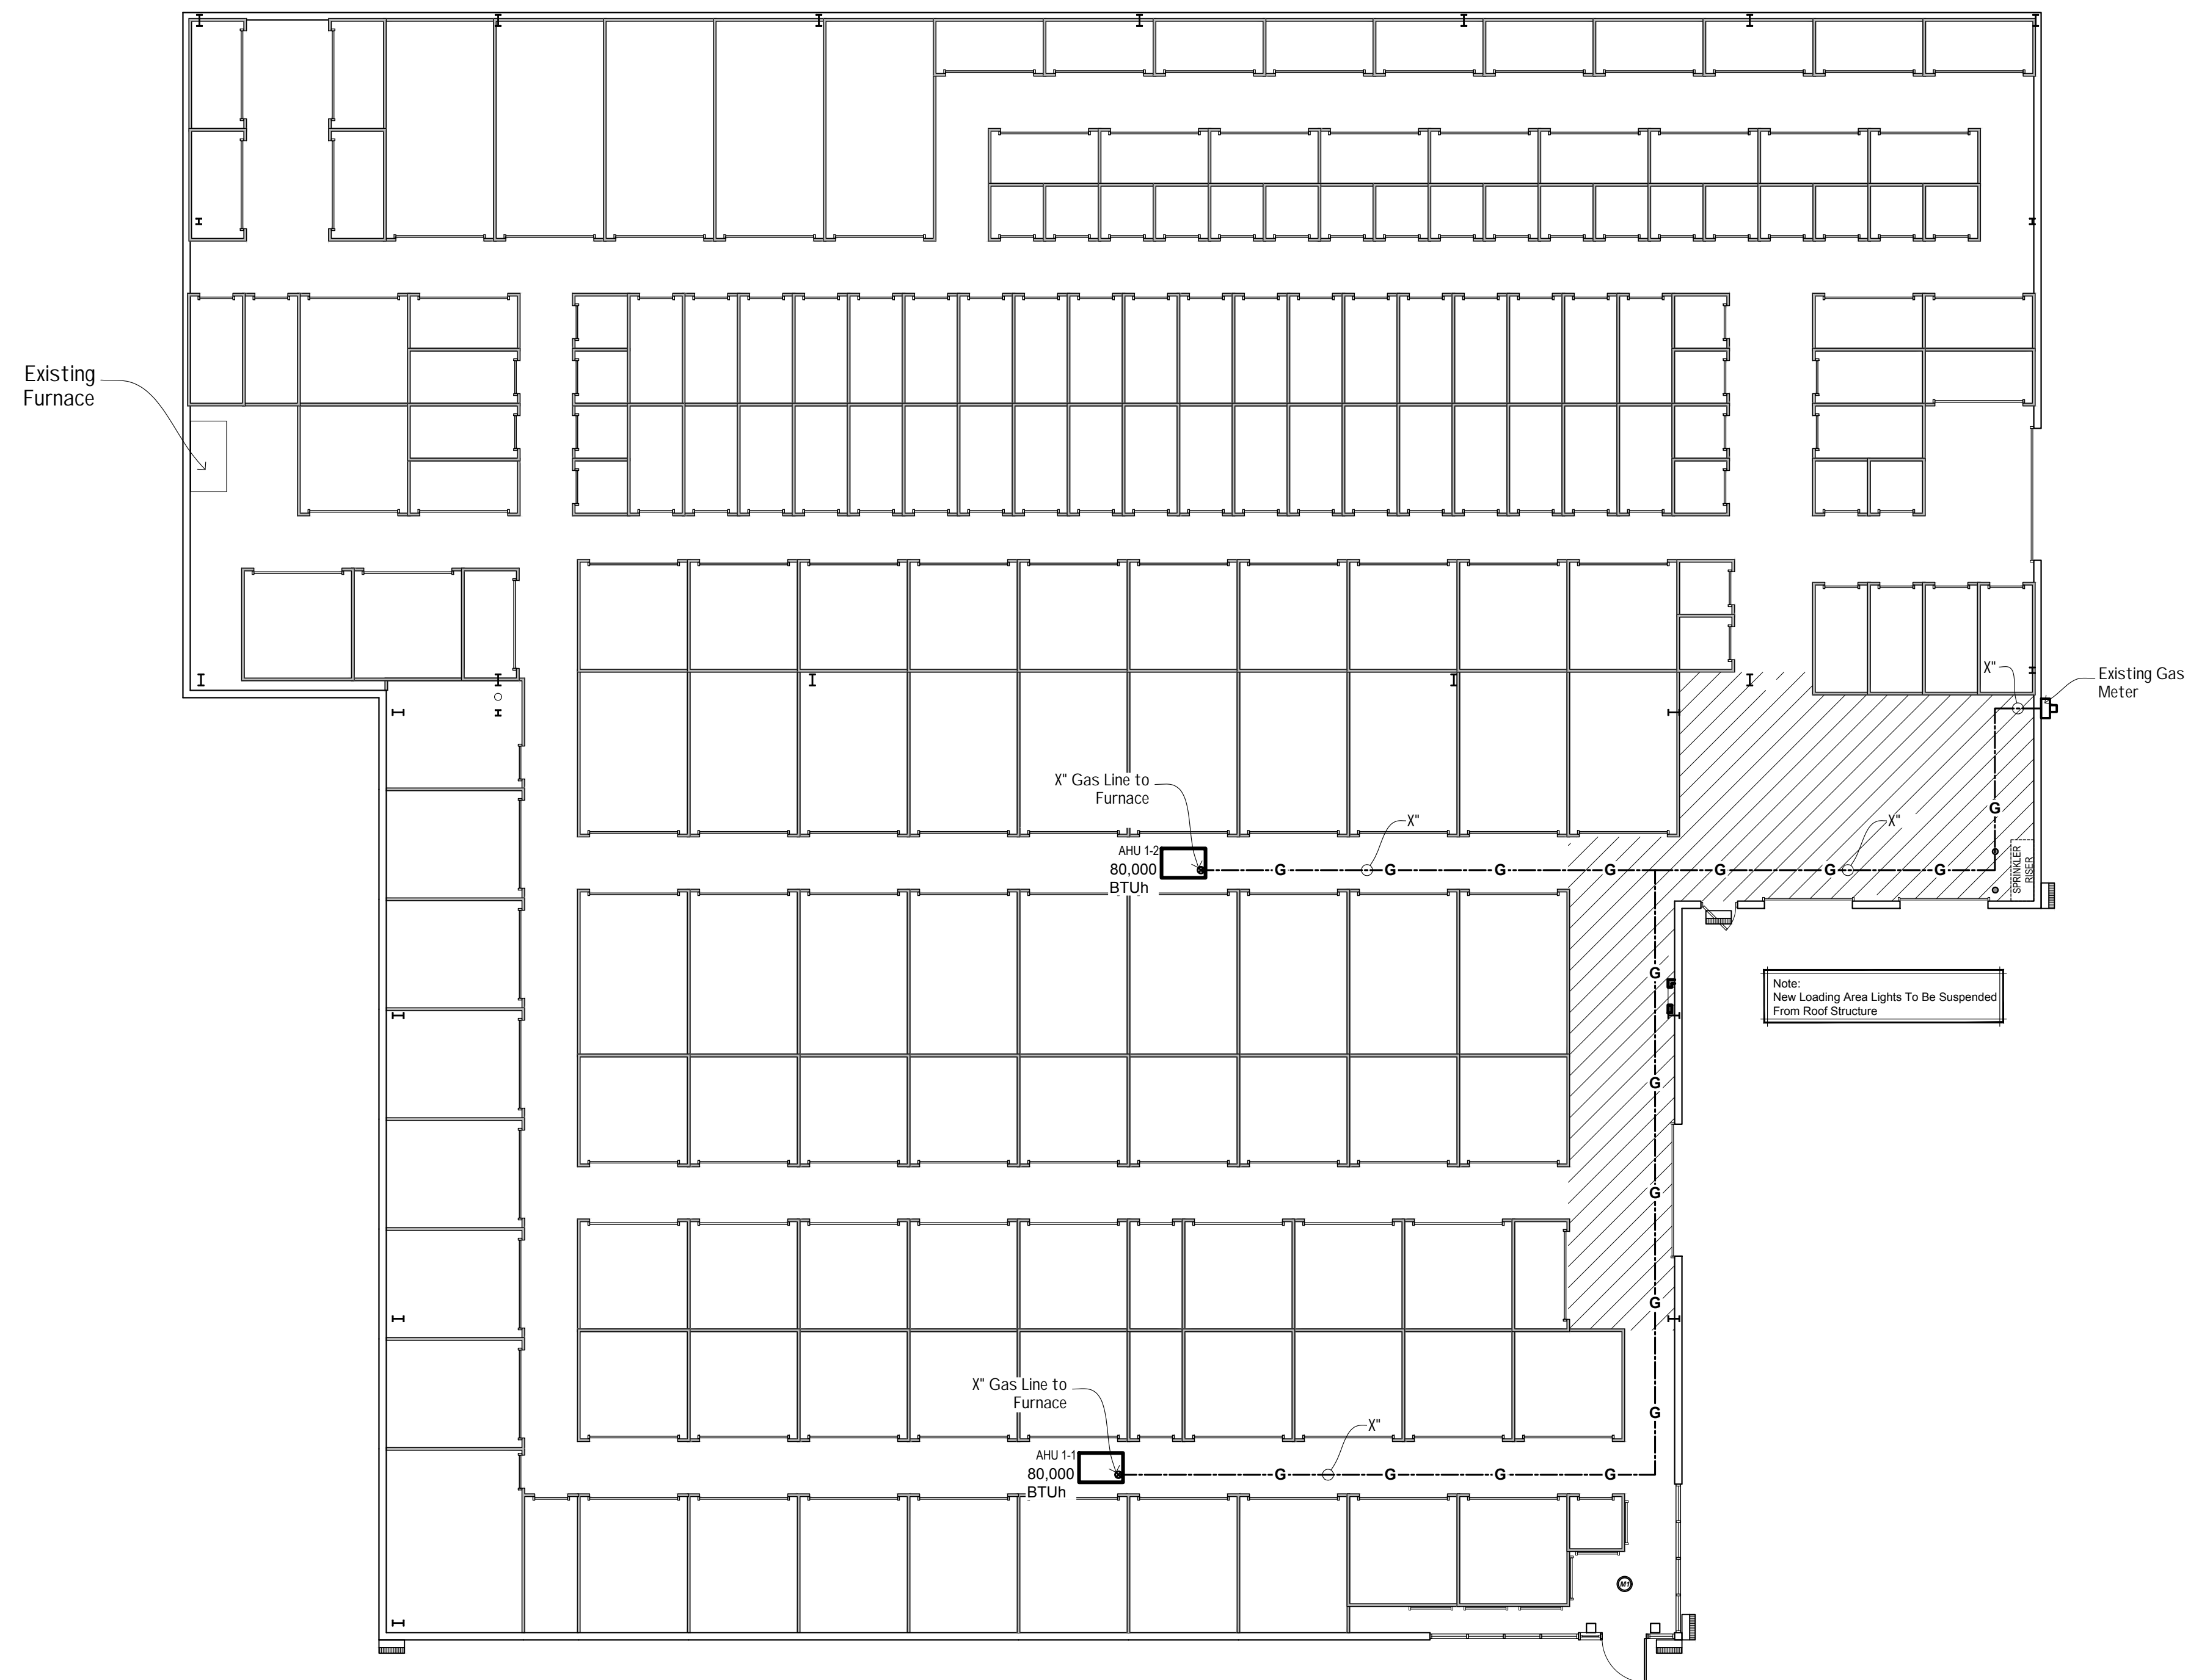 Existing
Furnace
X"
Existing Gas
Meter
X" Gas Line to
Furnace
X"
X"
G
AHU 1-2
80,000
BTUh
G
G
G
G
G
G
G
SPRINKLER
RISER
G
Note:
New Loading Area Lights To Be Suspended
From Roof Structure
G
G
G
G
X" Gas Line to
Furnace
X"
AHU 1-1
80,000
BTUh
G
G
G
G
M1